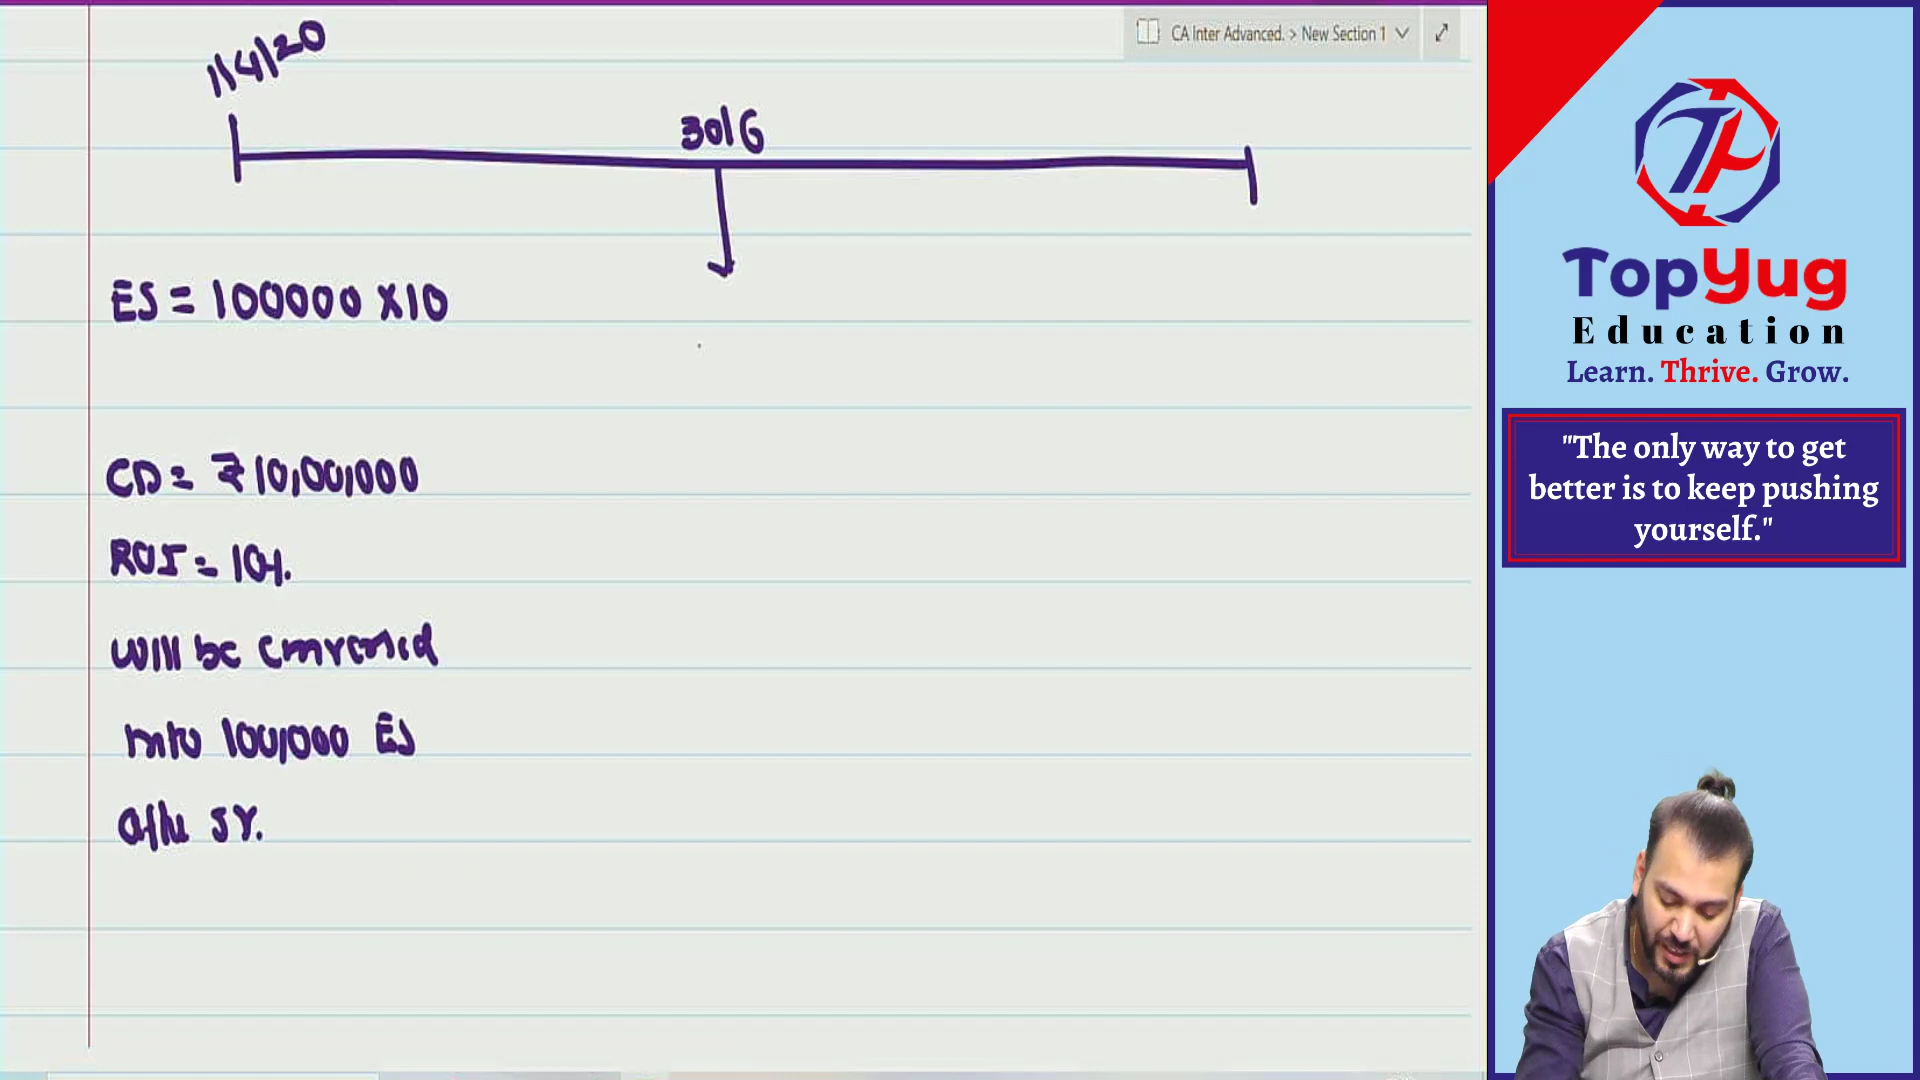 CA Inter Advanced. > New Section 1
1/4/20
30/6
ES = 100000 X10
CD = ₹10,00,000
ROI = 10%.
will be converted
into 100,000 ES
after 5Y.
TopYug
Education
Learn. Thrive. Grow.
"The only way to get
better is to keep pushing
yourself."